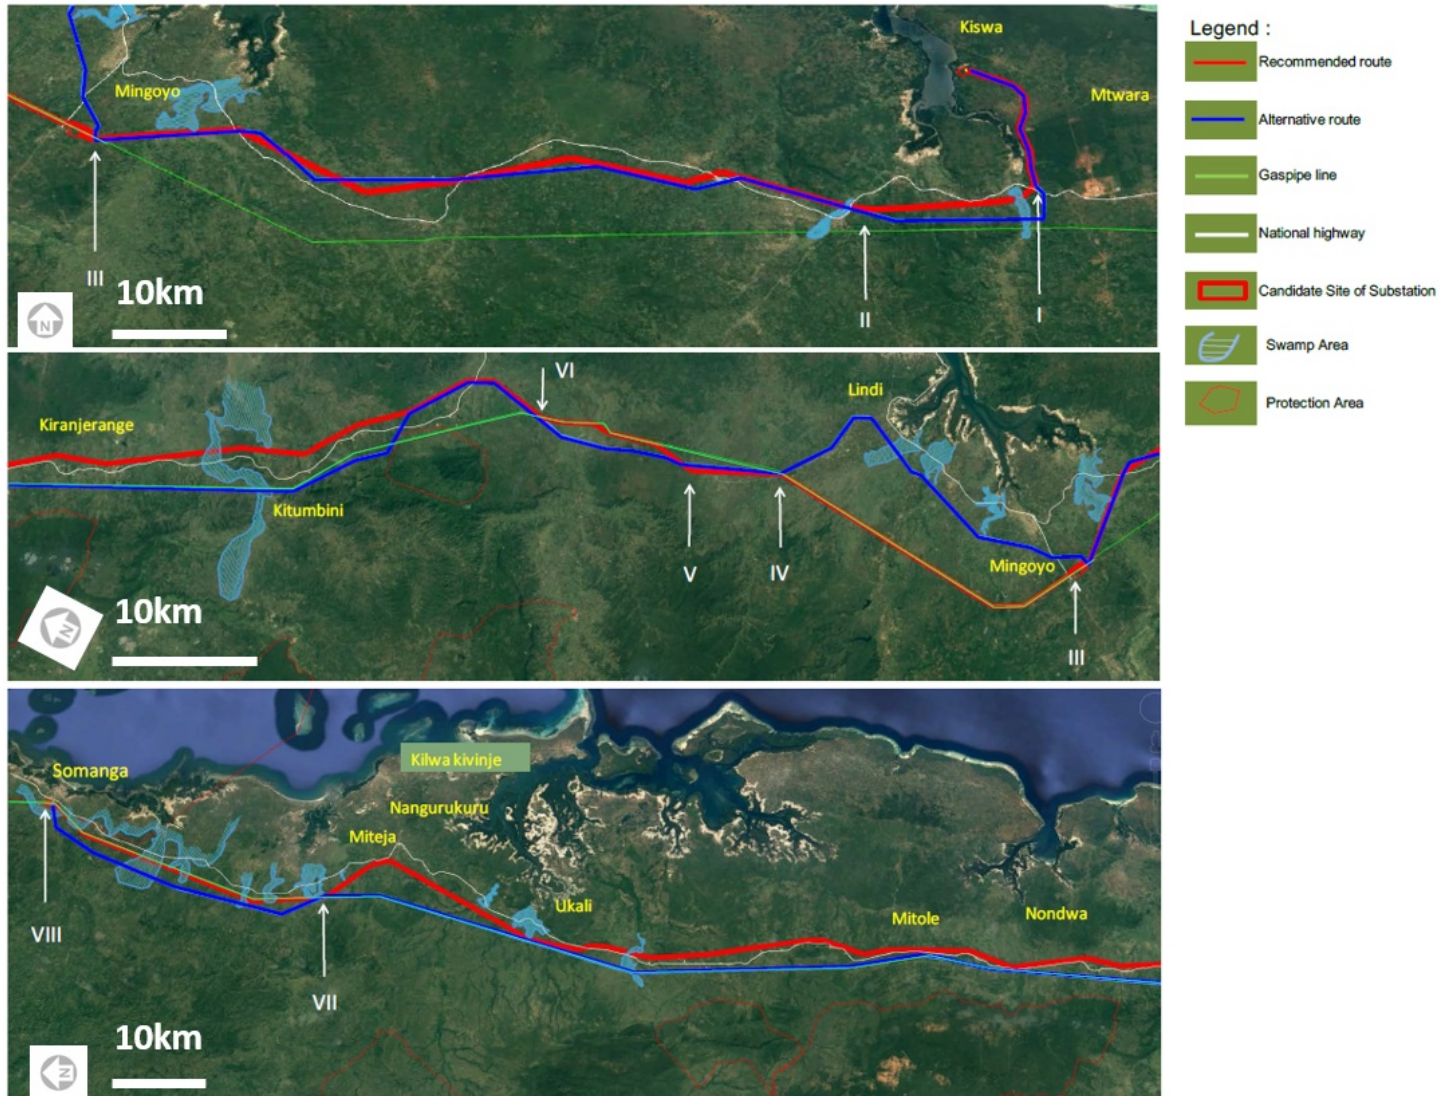 Kiswa
Mingoyo
Mtwara
III
10km
N
II
I
VI
Lindi
Kiranjerange
Kitumbini
V
IV
Mingoyo
10km
N
III
Kilwa kivinje
Somanga
Nangurukuru
Miteja
Ukali
Mitole
Nondwa
VIII
VII
10km
N
Legend :
Recommended route
Alternative route
Gaspipe line
National highway
Candidate Site of Substation
Swamp Area
Protection Area